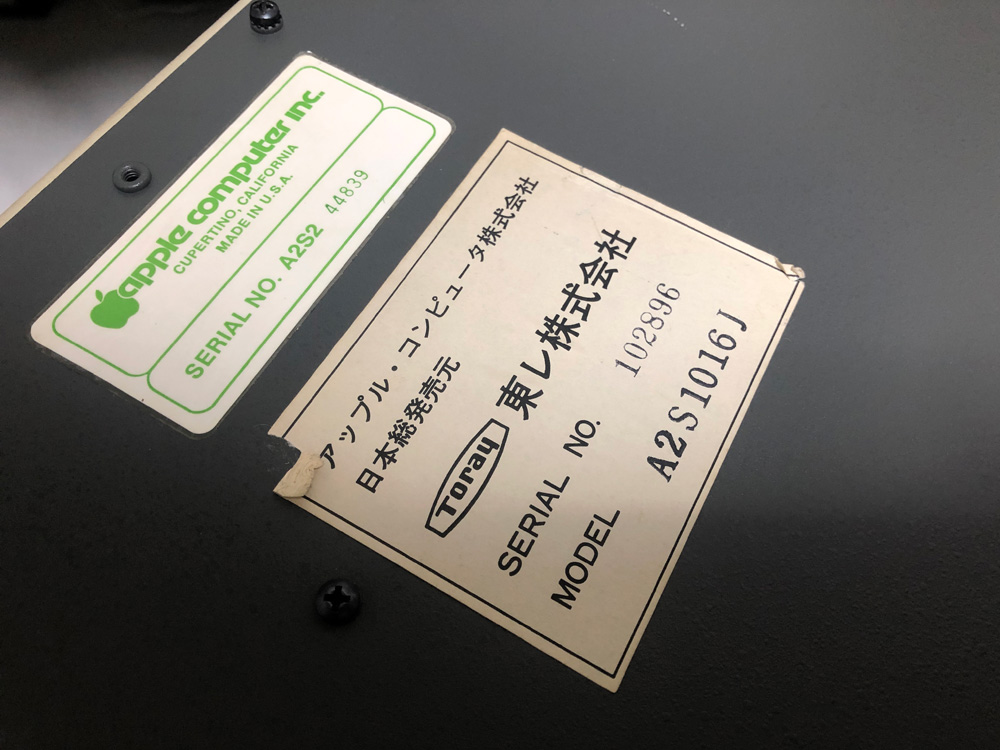 apple computer inc.
CUPERTINO, CALIFORNIA
MADE IN U.S.A.
SERIAL NO. A2S2 44839
アップル・コンピュータ株式会社
日本総発売元
Toray 東レ株式会社
SERIAL NO. 102896
MODEL A2S1016J